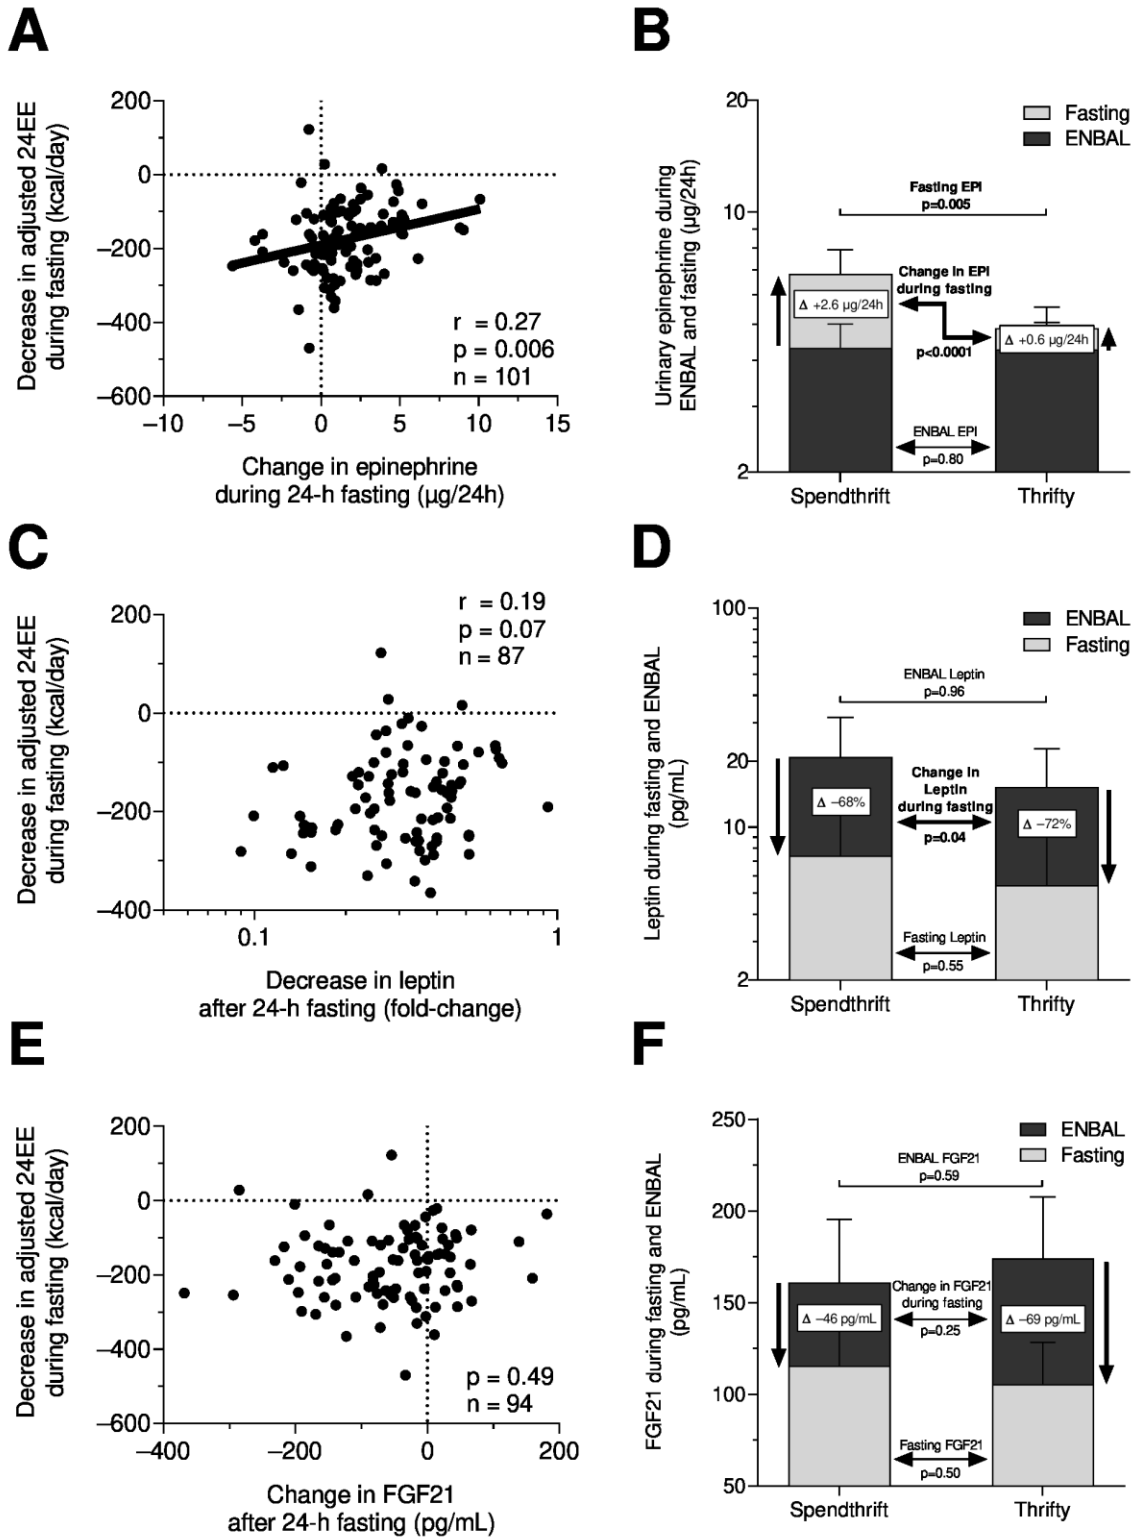 A
Decrease in adjusted 24EE
during fasting (kcal/day)
200
0
−200
−400
−600
−10
−5
0
5
10
15
r = 0.27
p = 0.006
n = 101
Change in epinephrine
during 24-h fasting (µg/24h)
B
Urinary epinephrine during
ENBAL and fasting (µg/24h)
20
10
2
Fasting
ENBAL
Fasting EPI
p=0.005
Change in EPI
during fasting
Δ +2.6 µg/24h
Δ +0.6 µg/24h
p<0.0001
ENBAL EPI
p=0.80
Spendthrift
Thrifty
C
Decrease in adjusted 24EE
during fasting (kcal/day)
200
0
−200
−400
0.1
1
r = 0.19
p = 0.07
n = 87
Decrease in leptin
after 24-h fasting (fold-change)
D
Leptin during fasting and ENBAL
(pg/mL)
100
20
10
2
ENBAL
Fasting
ENBAL Leptin
p=0.96
Change in
Leptin
during fasting
Δ −68%
Δ −72%
p=0.04
Fasting Leptin
p=0.55
Spendthrift
Thrifty
E
Decrease in adjusted 24EE
during fasting (kcal/day)
200
0
−200
−400
−600
−400
−200
0
200
p = 0.49
n = 94
Change in FGF21
after 24-h fasting (pg/mL)
F
FGF21 during fasting and ENBAL
(pg/mL)
250
200
150
100
50
ENBAL
Fasting
ENBAL FGF21
p=0.59
Change in FGF21
during fasting
Δ −46 pg/mL
Δ −69 pg/mL
p=0.25
Fasting FGF21
p=0.50
Spendthrift
Thrifty